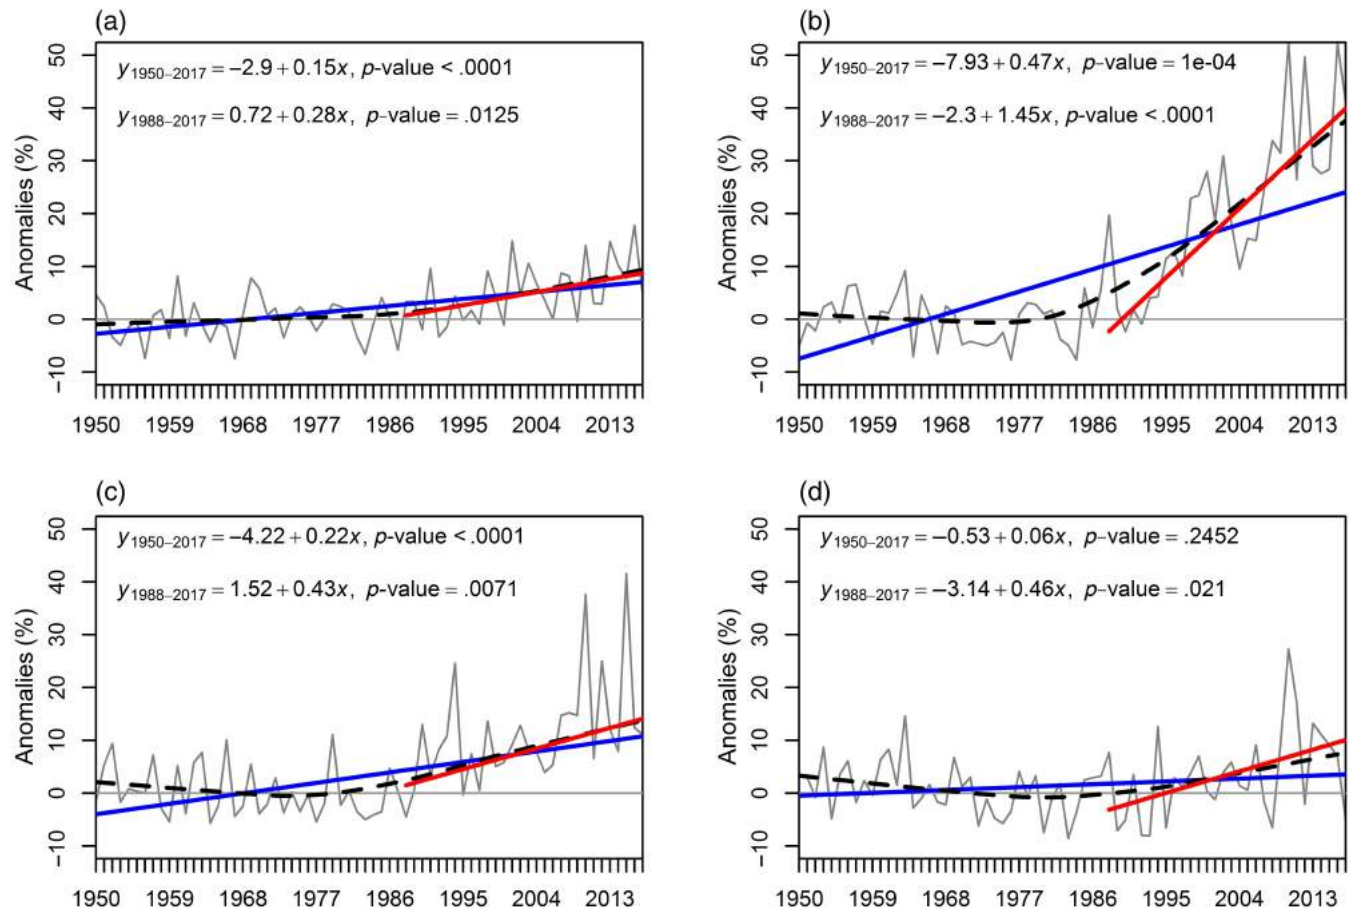 (a)
y1950–2017 = −2.9 + 0.15x, p-value < .0001
y1988–2017 = 0.72 + 0.28x, p-value = .0125
Anomalies (%)
50
40
30
20
10
0
−10
1950 1959 1968 1977 1986 1995 2004 2013
(b)
y1950–2017 = −7.93 + 0.47x, p−value = 1e-04
y1988–2017 = −2.3 + 1.45x, p-value < .0001
Anomalies (%)
50
40
30
20
10
0
−10
1950 1959 1968 1977 1986 1995 2004 2013
(c)
y1950–2017 = −4.22 + 0.22x, p-value < .0001
y1988–2017 = 1.52 + 0.43x, p-value = .0071
Anomalies (%)
50
40
30
20
10
0
−10
1950 1959 1968 1977 1986 1995 2004 2013
(d)
y1950–2017 = −0.53 + 0.06x, p−value = .2452
y1988–2017 = −3.14 + 0.46x, p−value = .021
Anomalies (%)
50
40
30
20
10
0
−10
1950 1959 1968 1977 1986 1995 2004 2013